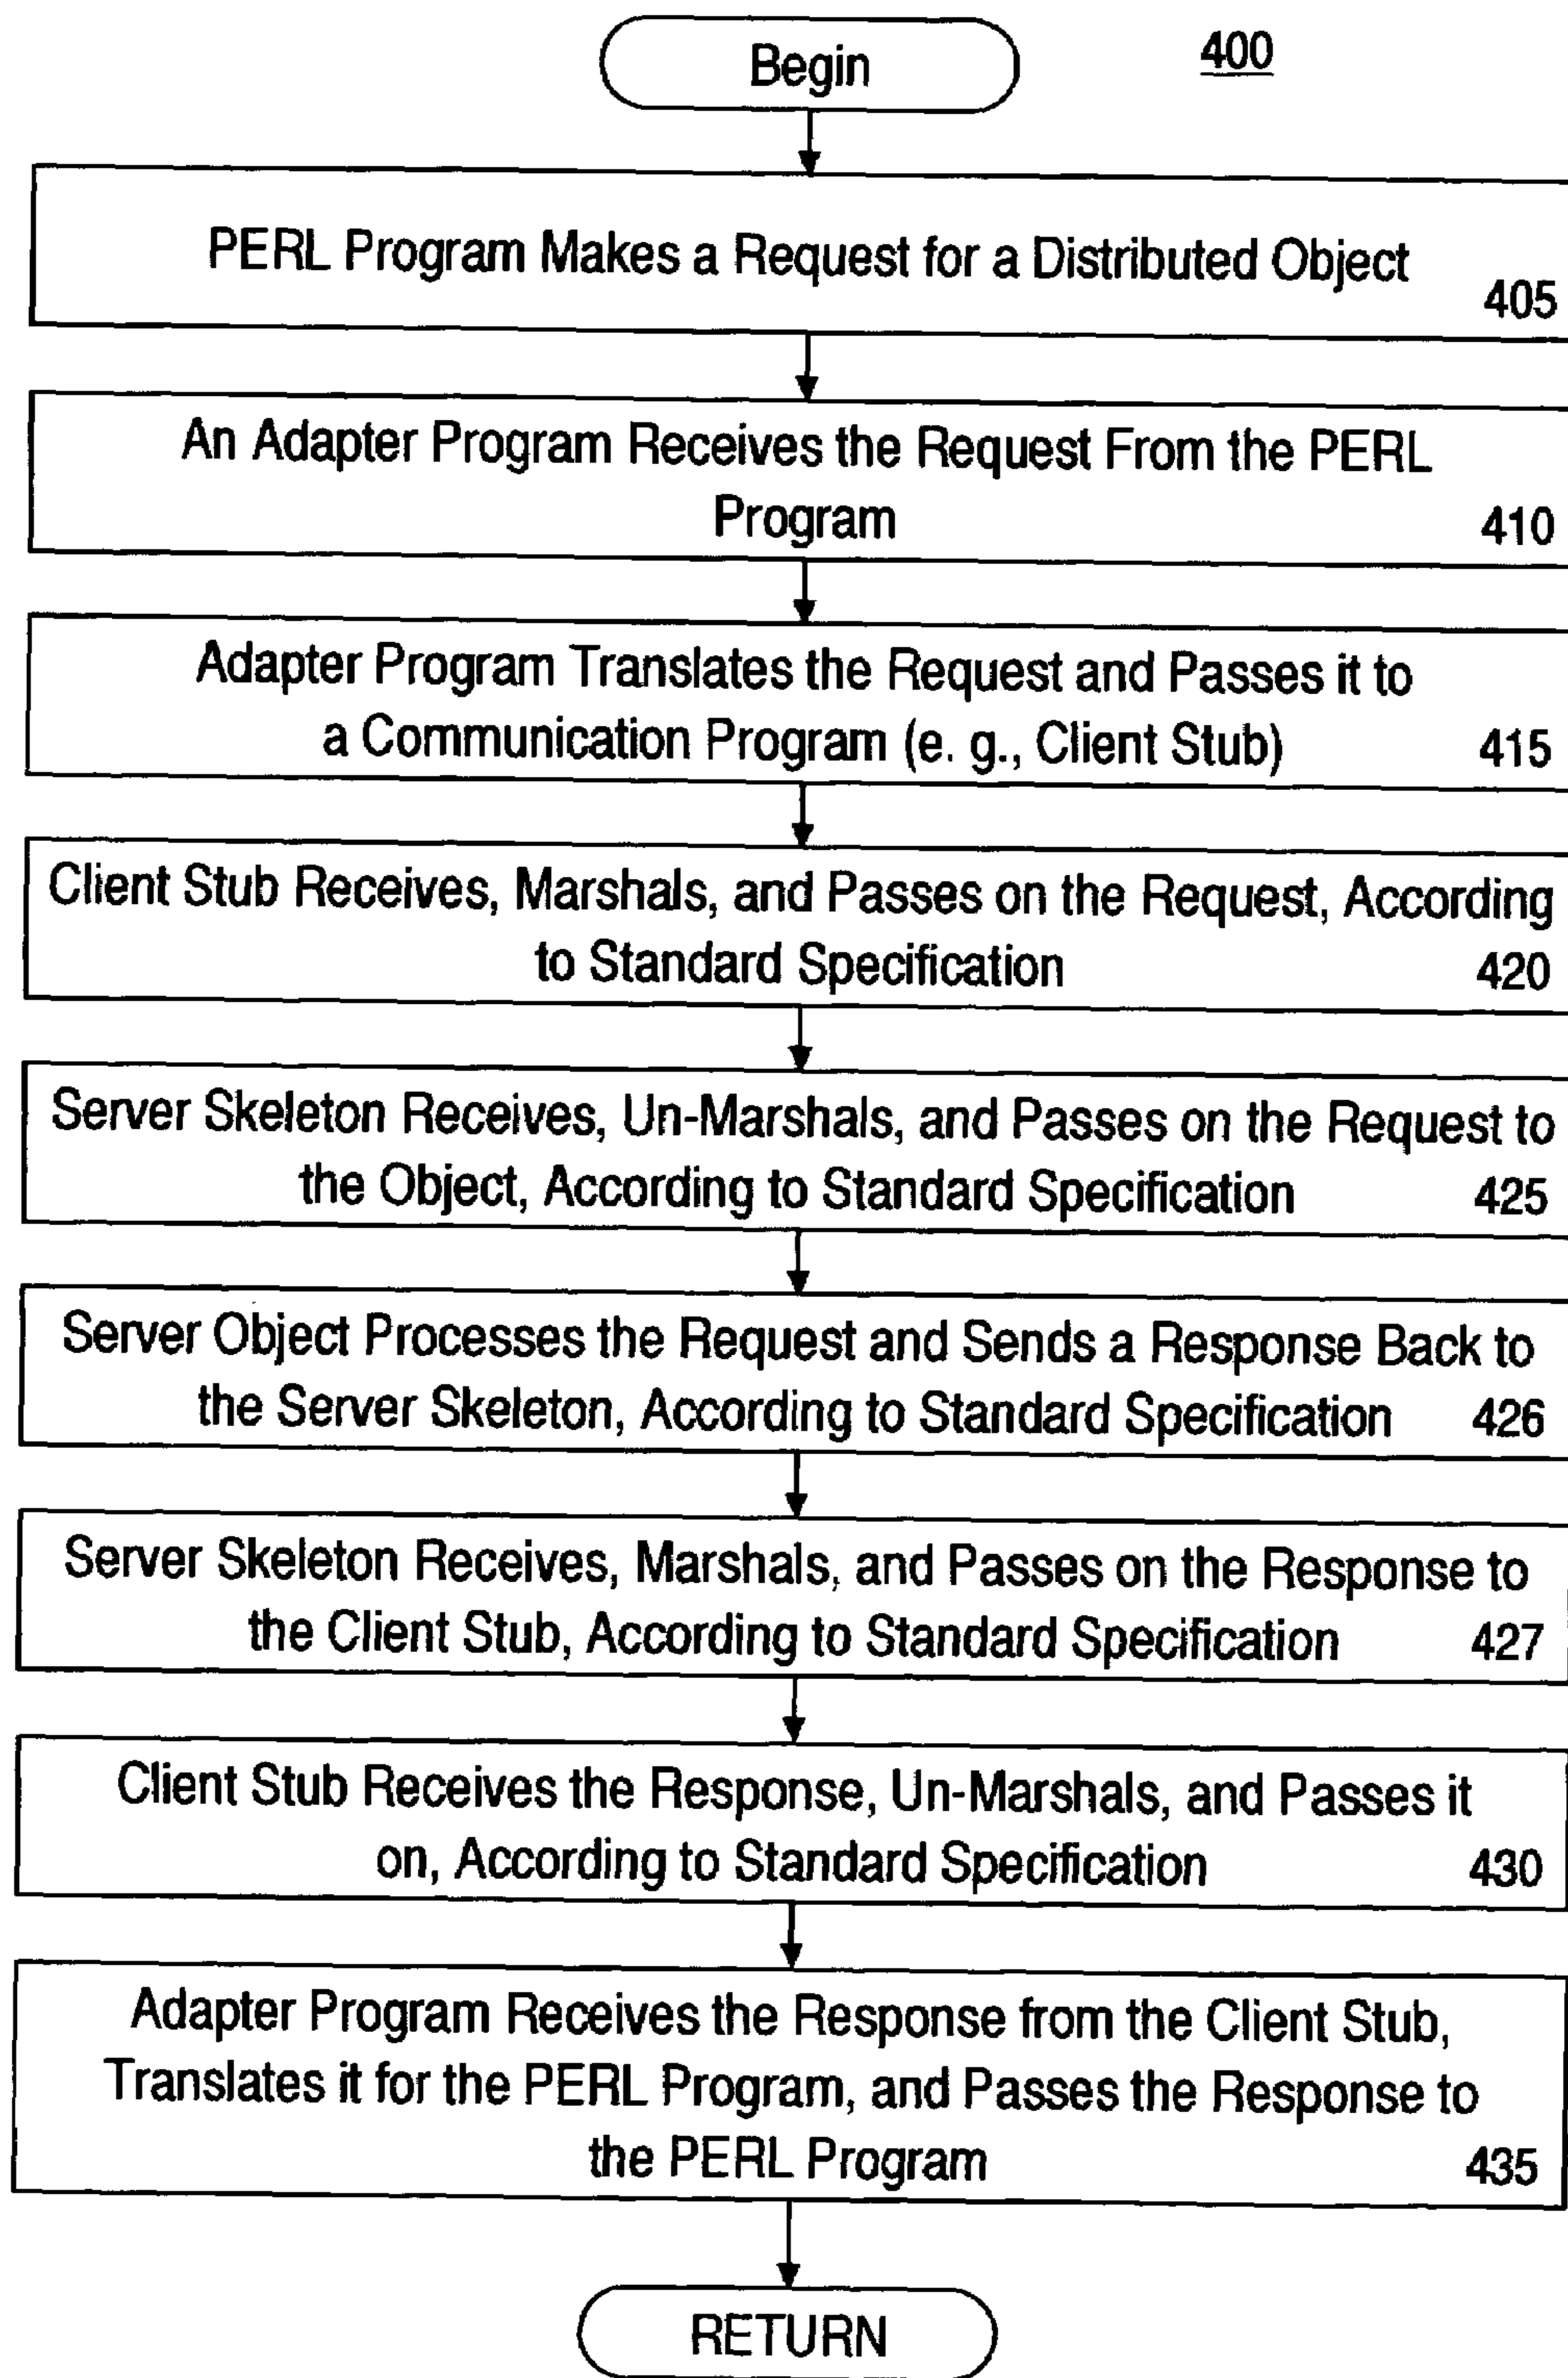 Begin
400
PERL Program Makes a Request for a Distributed Object
405
An Adapter Program Receives the Request From the PERL
Program
410
Adapter Program Translates the Request and Passes it to
a Communication Program (e. g., Client Stub)
415
Client Stub Receives, Marshals, and Passes on the Request, According
to Standard Specification
420
Server Skeleton Receives, Un-Marshals, and Passes on the Request to
the Object, According to Standard Specification
425
Server Object Processes the Request and Sends a Response Back to
the Server Skeleton, According to Standard Specification
426
Server Skeleton Receives, Marshals, and Passes on the Response to
the Client Stub, According to Standard Specification
427
Client Stub Receives the Response, Un-Marshals, and Passes it
on, According to Standard Specification
430
Adapter Program Receives the Response from the Client Stub,
Translates it for the PERL Program, and Passes the Response to
the PERL Program
435
RETURN